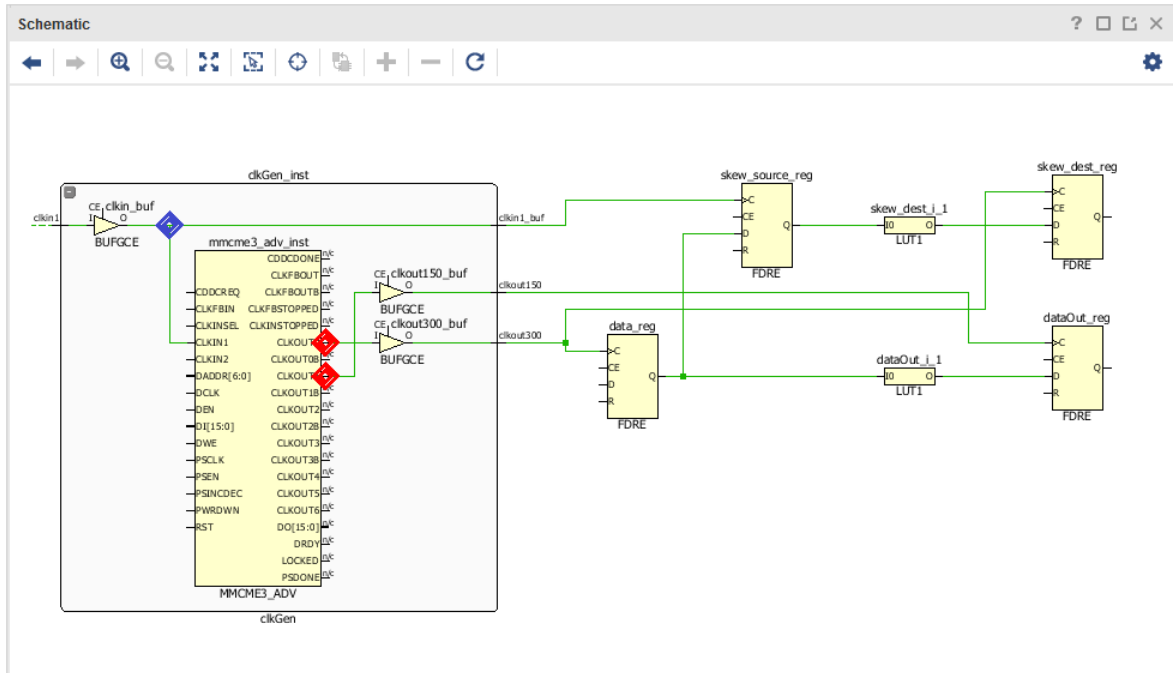 Schematic
?
clkGen_inst
CE clkin_buf
clkin1
I
O
BUFGCE
clkin1_buf
mmcme3_adv_inst
CDDCDONE n/c
CLKFBOUT n/c
CDDCREQ CLKFBOUTB n/c
CLKFBIN CLKFBSTOPPED n/c
CLKINSEL CLKINSTOPPED n/c
CLKIN1
CLKIN2 CLKOUT0B n/c
DADDR[6:0]
DCLK CLKOUT1B n/c
DEN CLKOUT2 n/c
DI[15:0] CLKOUT2B n/c
DWE CLKOUT3 n/c
PSCLK CLKOUT3B n/c
PSEN CLKOUT4 n/c
PSINCDEC CLKOUT5 n/c
PWRDWN CLKOUT6 n/c
RST DO[15:0] n/c
DRDY n/c
LOCKED n/c
PSDONE n/c
MMCME3_ADV
CE clkout150_buf
I
O
BUFGCE
clkout150
CE clkout300_buf
I
O
BUFGCE
clkout300
clkGen
skew_source_reg
C
CE
D
R
Q
FDRE
data_reg
C
CE
D
R
Q
FDRE
skew_dest_i_1
I0 O
LUT1
dataOut_i_1
I0 O
LUT1
skew_dest_reg
C
CE
D
R
Q
FDRE
dataOut_reg
C
CE
D
R
Q
FDRE